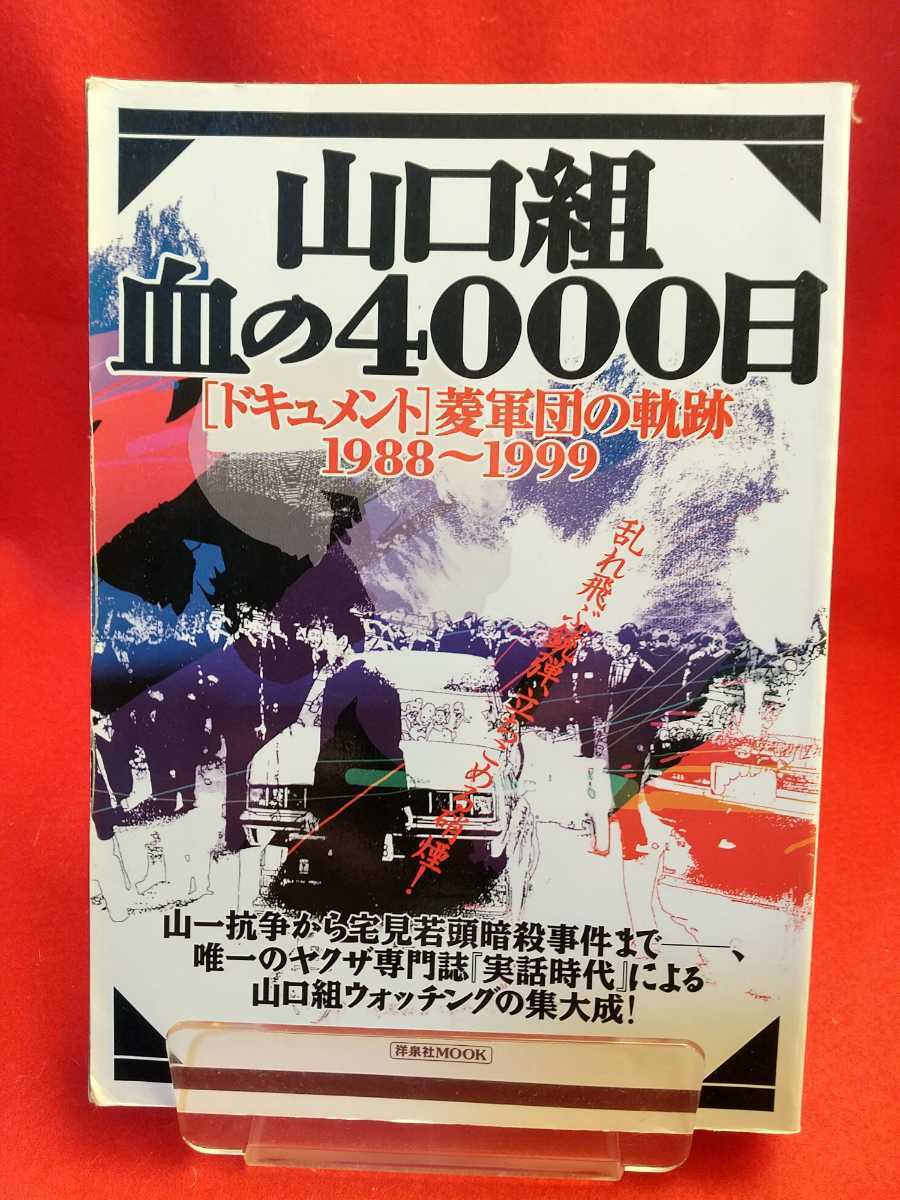 山口組
血の4000日
[ドキュメント]菱軍団の軌跡
1988～1999
乱れ飛ぶ銃弾、立ちこめる硝煙！
山一抗争から宅見若頭暗殺事件まで――、
唯一のヤクザ専門誌『実話時代』による
山口組ウォッチングの集大成！
洋泉社MOOK